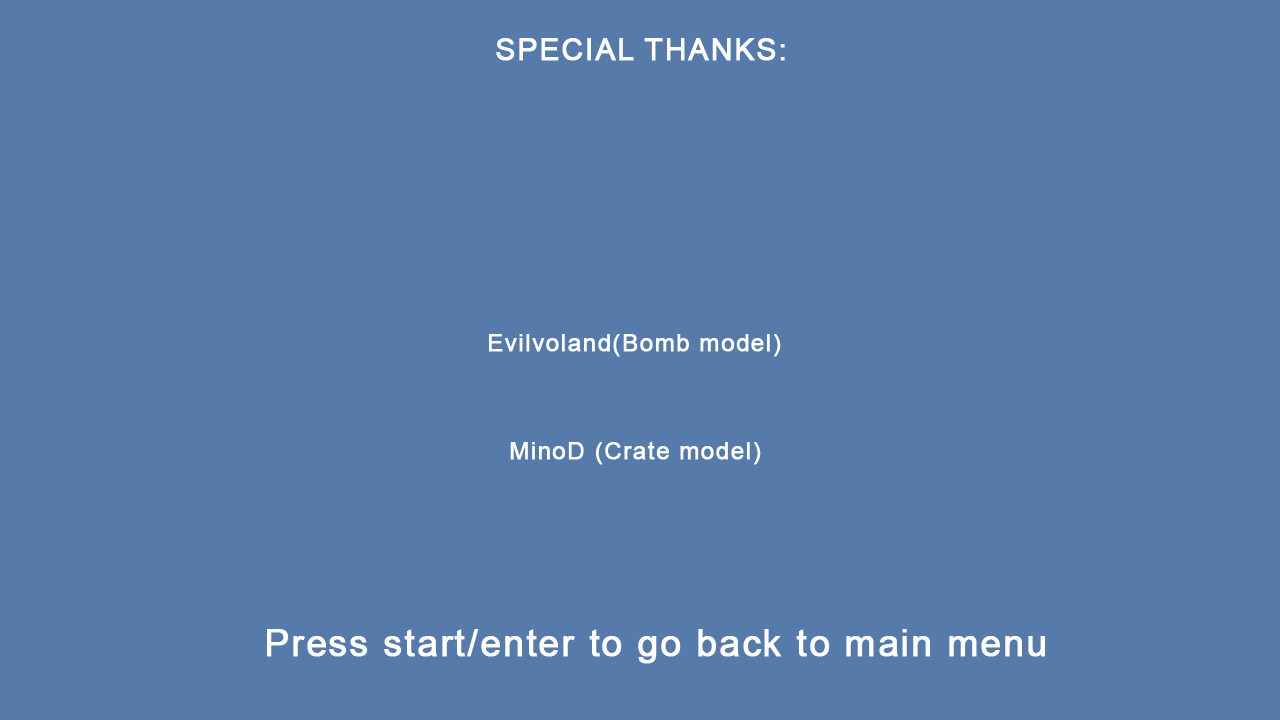 SPECIAL THANKS:
Evilvoland(Bomb model)
MinoD (Crate model)
Press start/enter to go back to main menu